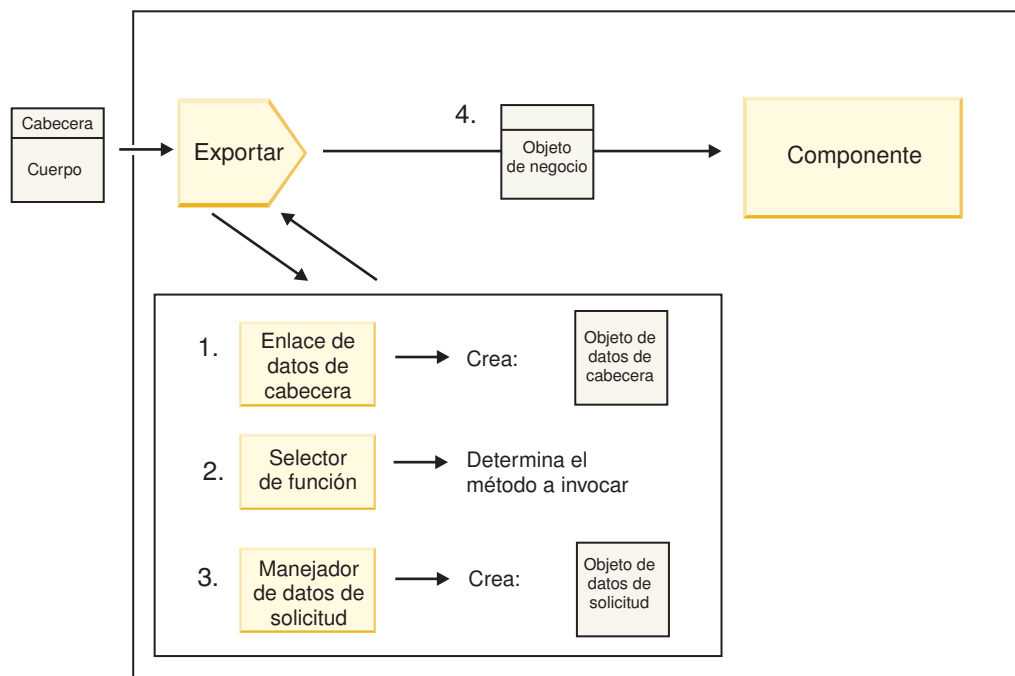 Cabecera
Cuerpo
Exportar
4.
Objeto
de negocio
Componente
1.
Enlace de
datos de
cabecera
Crea:
Objeto de
datos de
cabecera
2.
Selector
de función
Determina el
método a invocar
3.
Manejador
de datos de
solicitud
Crea:
Objeto de
datos de
solicitud